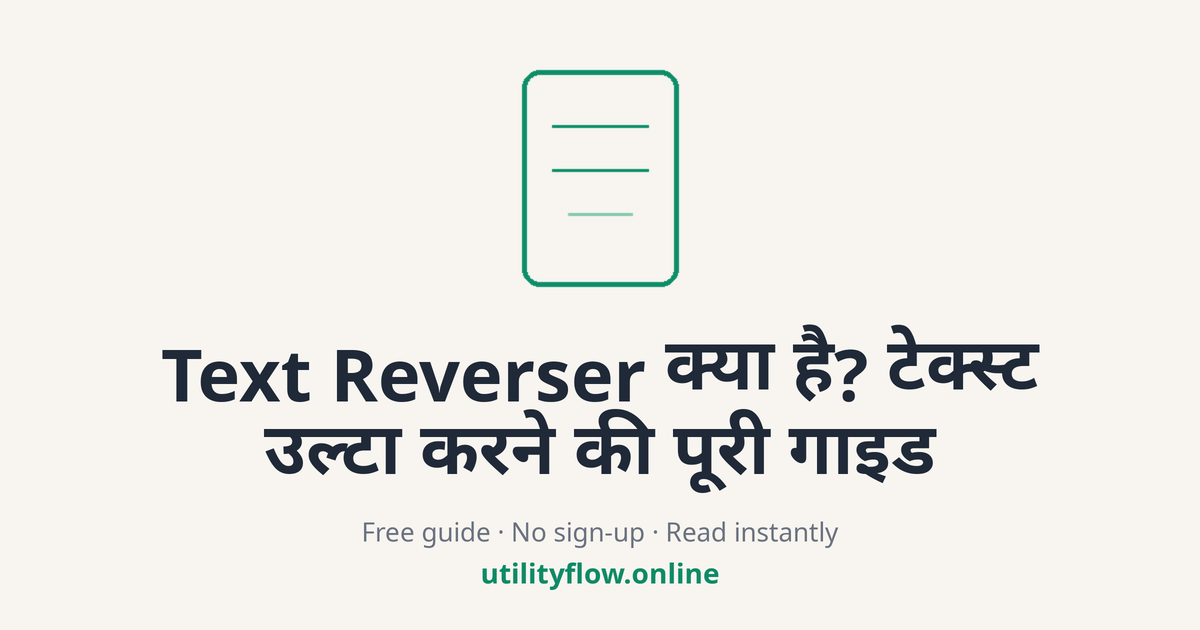 Text Reverser क्या है? टेक्स्ट
उल्टा करने की पूरी गाइड
Free guide · No sign-up · Read instantly
utilityflow.online